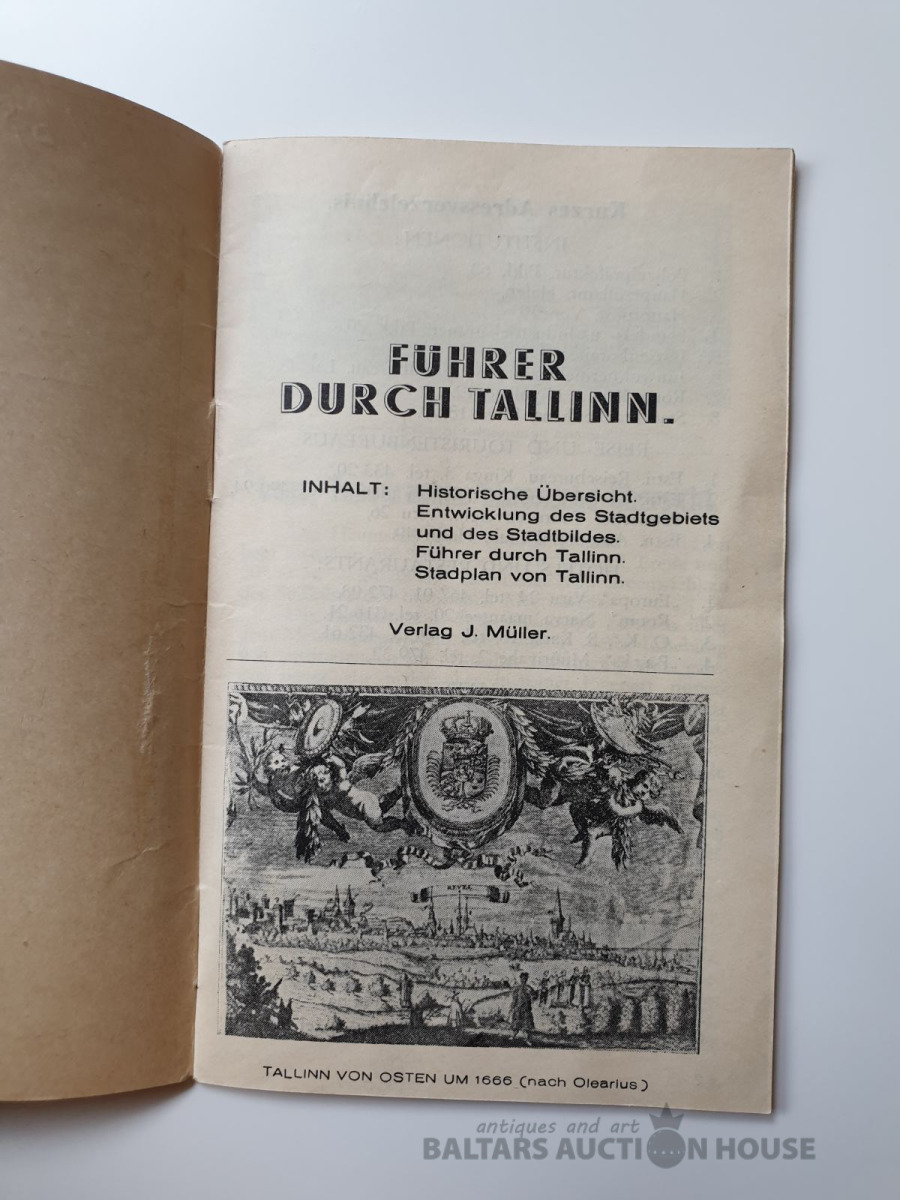 FÜHRER
DURCH TALLINN.
INHALT: Historische Übersicht.
Entwicklung des Stadtgebiets
und des Stadtbildes.
Führer durch Tallinn.
Stadplan von Tallinn.
Verlag J. Müller.
REVEL
TALLINN VON OSTEN UM 1666 (nach Olearius)
antiques and art
BALTARS AUCTION HOUSE